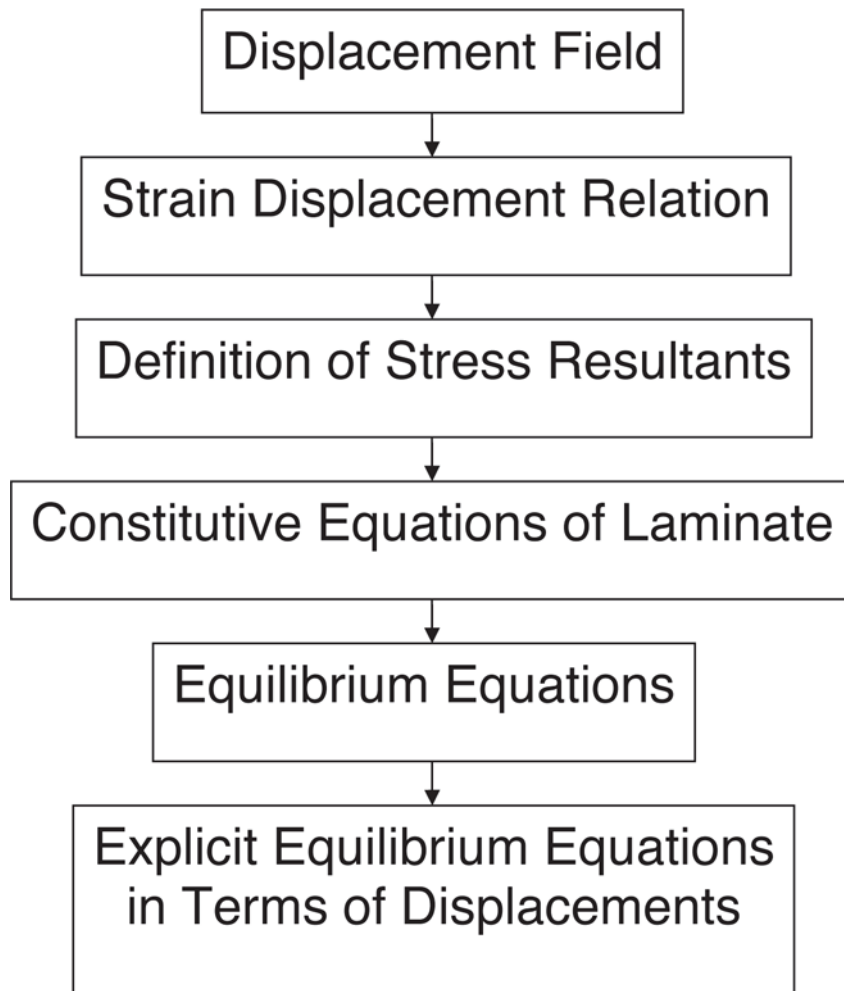 Displacement Field
Strain Displacement Relation
Definition of Stress Resultants
Constitutive Equations of Laminate
Equilibrium Equations
Explicit Equilibrium Equations
in Terms of Displacements